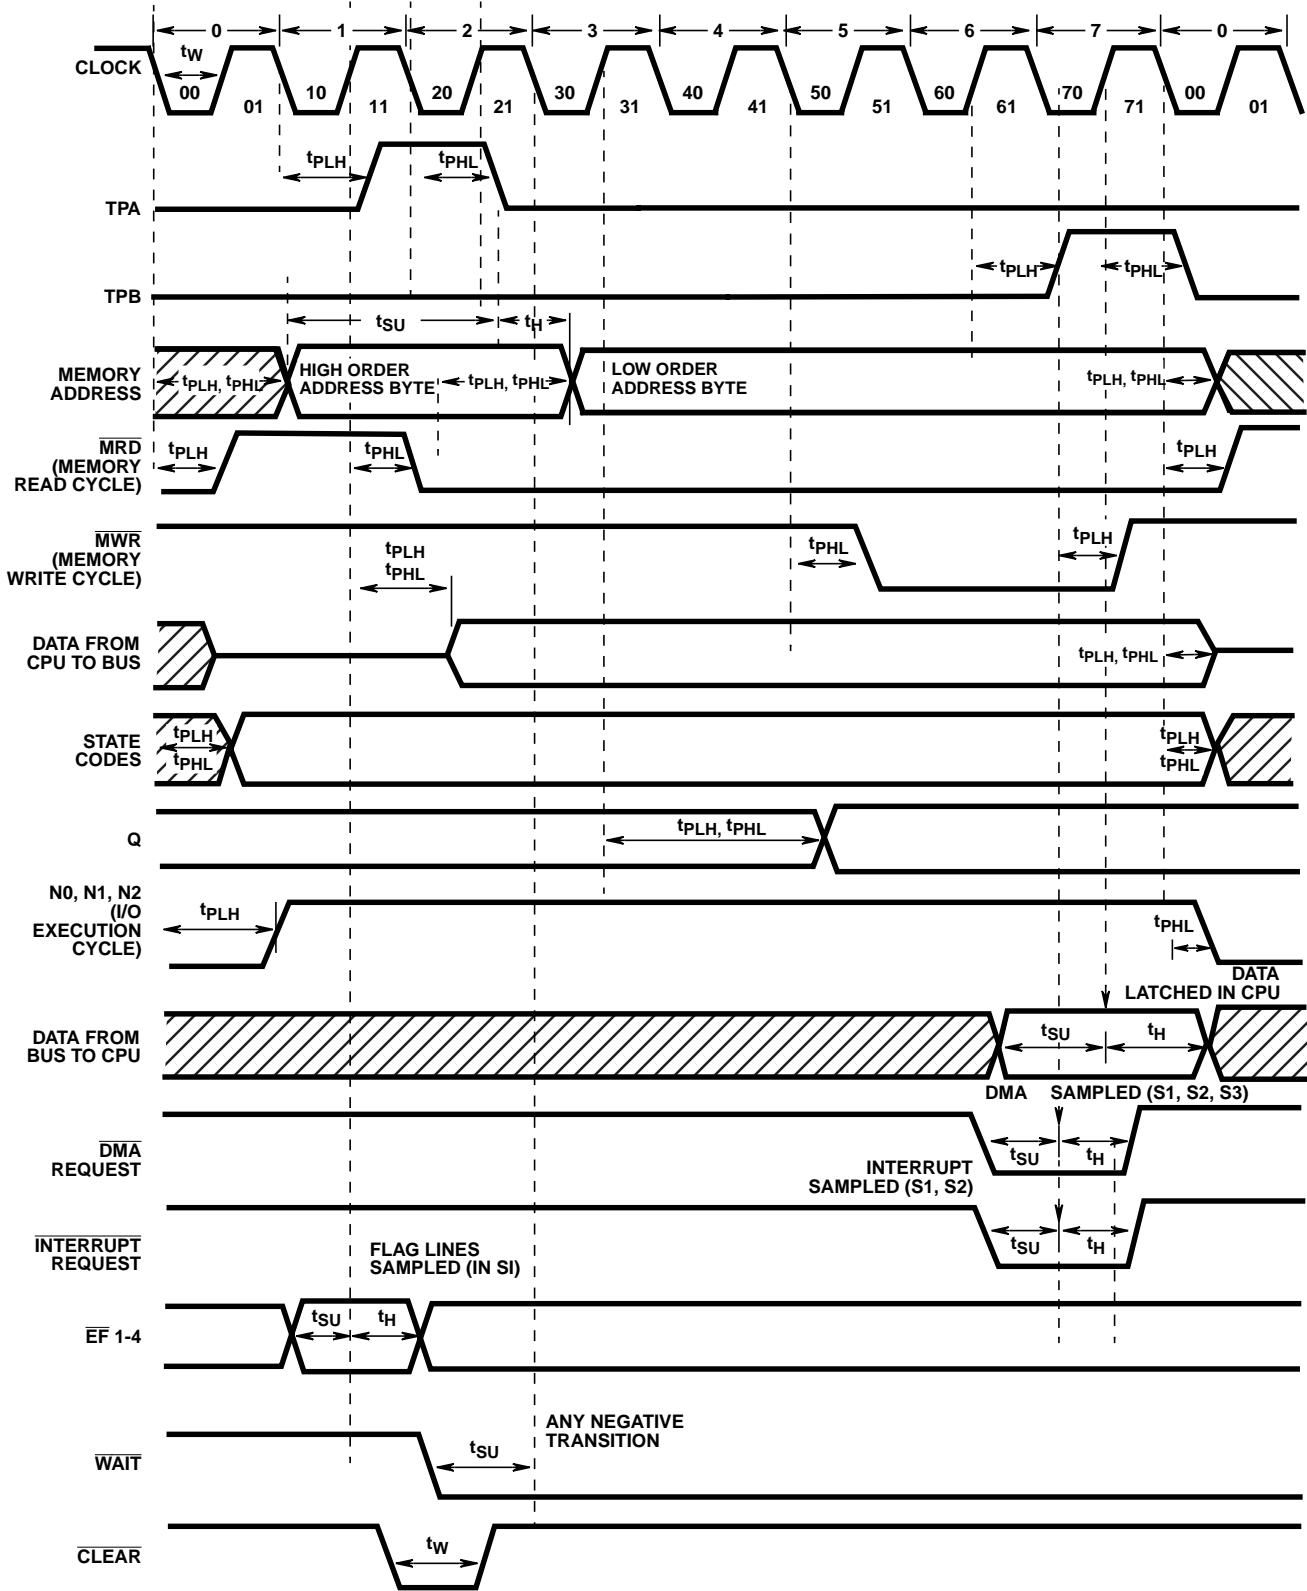 0 1 2 3 4 5 6 7 0
CLOCK
tW
00 01 10 11 20 21 30 31 40 41 50 51 60 61 70 71 00 01
TPA
tPLH
tPHL
TPB
tPLH
tPHL
tSU
tH
MEMORY
ADDRESS
tPLH, tPHL
HIGH ORDER
ADDRESS BYTE
tPLH, tPHL
LOW ORDER
ADDRESS BYTE
tPLH, tPHL
MRD
(MEMORY
READ CYCLE)
tPLH
tPHL
tPLH
MWR
(MEMORY
WRITE CYCLE)
tPLH
tPHL
tPHL
tPLH
DATA FROM
CPU TO BUS
tPLH, tPHL
STATE
CODES
tPLH
tPHL
tPLH
tPHL
Q
tPLH, tPHL
N0, N1, N2
(I/O
EXECUTION
CYCLE)
tPLH
tPHL
DATA
LATCHED IN CPU
DATA FROM
BUS TO CPU
tSU
tH
DMA SAMPLED (S1, S2, S3)
DMA
REQUEST
tSU
tH
INTERRUPT
SAMPLED (S1, S2)
INTERRUPT
REQUEST
tSU
tH
FLAG LINES
SAMPLED (IN SI)
EF 1-4
tSU
tH
ANY NEGATIVE
TRANSITION
WAIT
tSU
CLEAR
tW